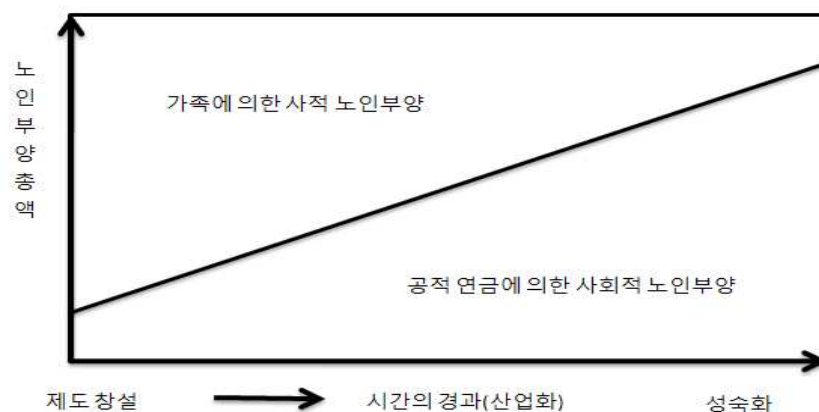 노인부양총액
가족에 의한 사적 노인부양
공적 연금에 의한 사회적 노인부양
제도 창설
시간의 경과(산업화)
성숙화